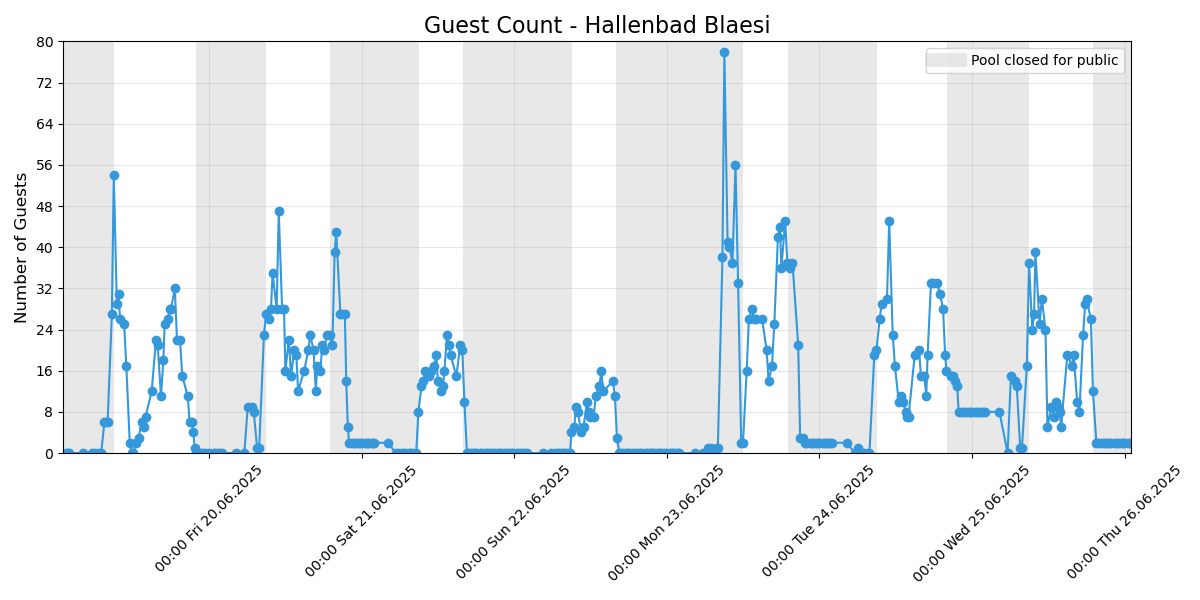 Guest Count - Hallenbad Blaesi
Pool closed for public
Number of Guests
80
72
64
56
48
40
32
24
16
8
0
00:00 Fri 20.06.2025
00:00 Sat 21.06.2025
00:00 Sun 22.06.2025
00:00 Mon 23.06.2025
00:00 Tue 24.06.2025
00:00 Wed 25.06.2025
00:00 Thu 26.06.2025